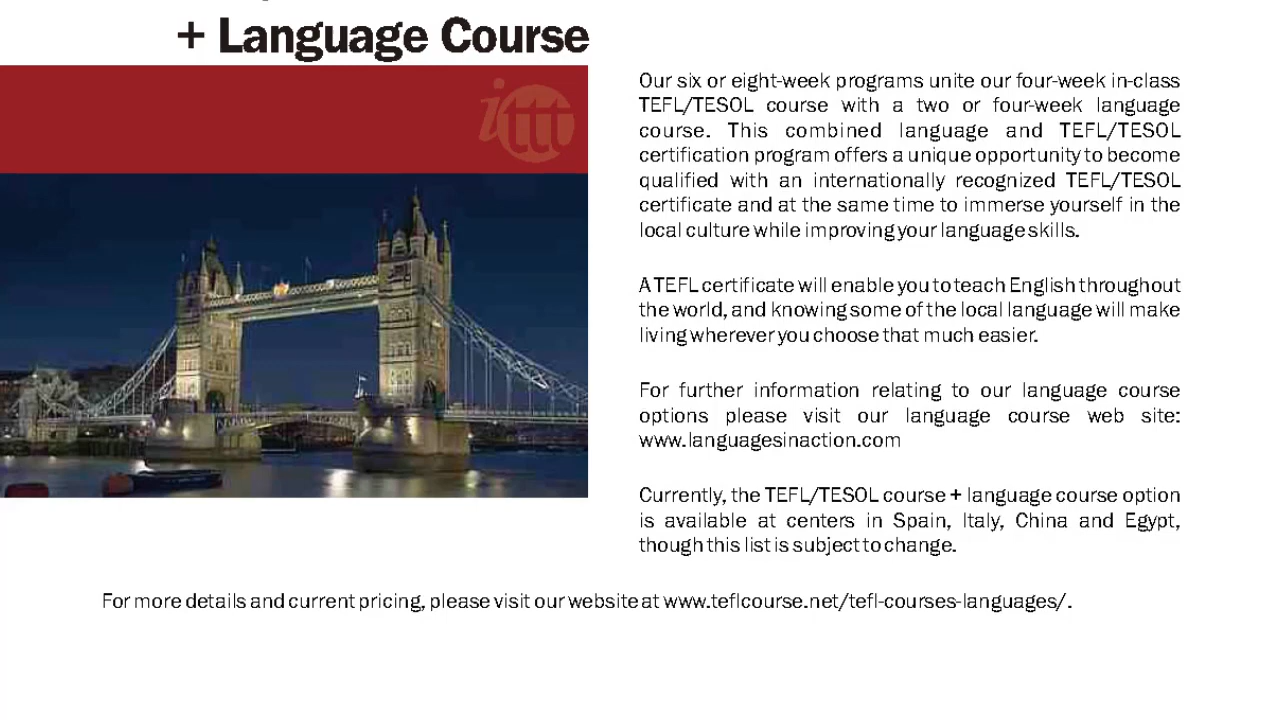 + Language Course
ittt
Our six or eight-week programs unite our four-week in-class
TEFL/TESOL course with a two or four-week language
course. This combined language and TEFL/TESOL
certification program offers a unique opportunity to become
qualified with an internationally recognized TEFL/TESOL
certificate and at the same time to immerse yourself in the
local culture while improving your language skills.
A TEFL certificate will enable you to teach English throughout
the world, and knowing some of the local language will make
living wherever you choose that much easier.
For further information relating to our language course
options please visit our language course web site:
www.languagesinaction.com
Currently, the TEFL/TESOL course + language course option
is available at centers in Spain, Italy, China and Egypt,
though this list is subject to change.
For more details and current pricing, please visit our website at www.teflcourse.net/tefl-courses-languages/.